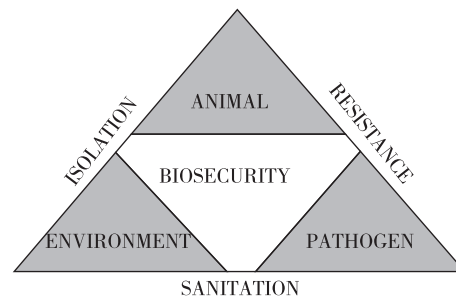 ANIMAL
ISOLATION
RESISTANCE
BIOSECURITY
ENVIRONMENT
PATHOGEN
SANITATION